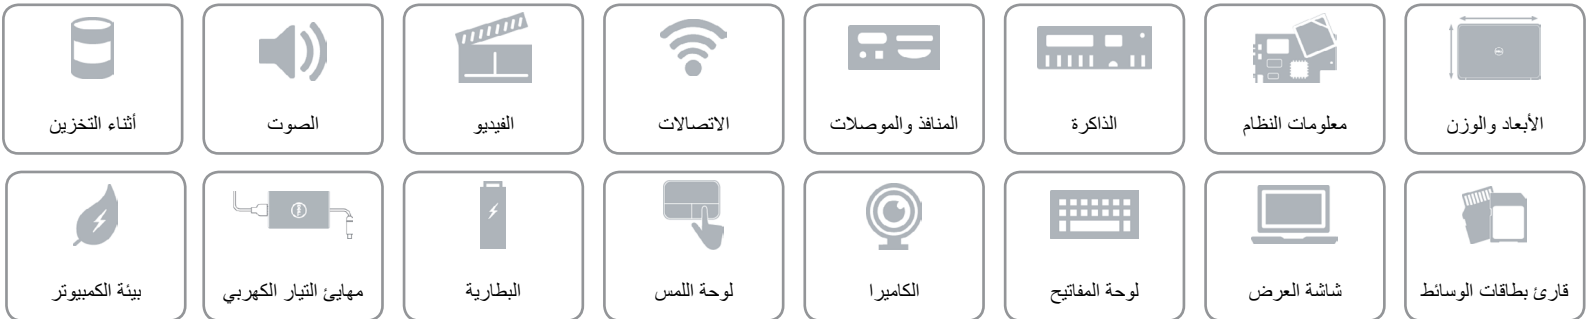 الأبعاد والوزن
معلومات النظام
الذاكرة
المنافذ والموصلات
الاتصالات
الفيديو
الصوت
أثناء التخزين
قارئ بطاقات الوسائط
شاشة العرض
لوحة المفاتيح
الكاميرا
لوحة اللمس
البطارية
مهايئ التيار الكهربي
بيئة الكمبيوتر